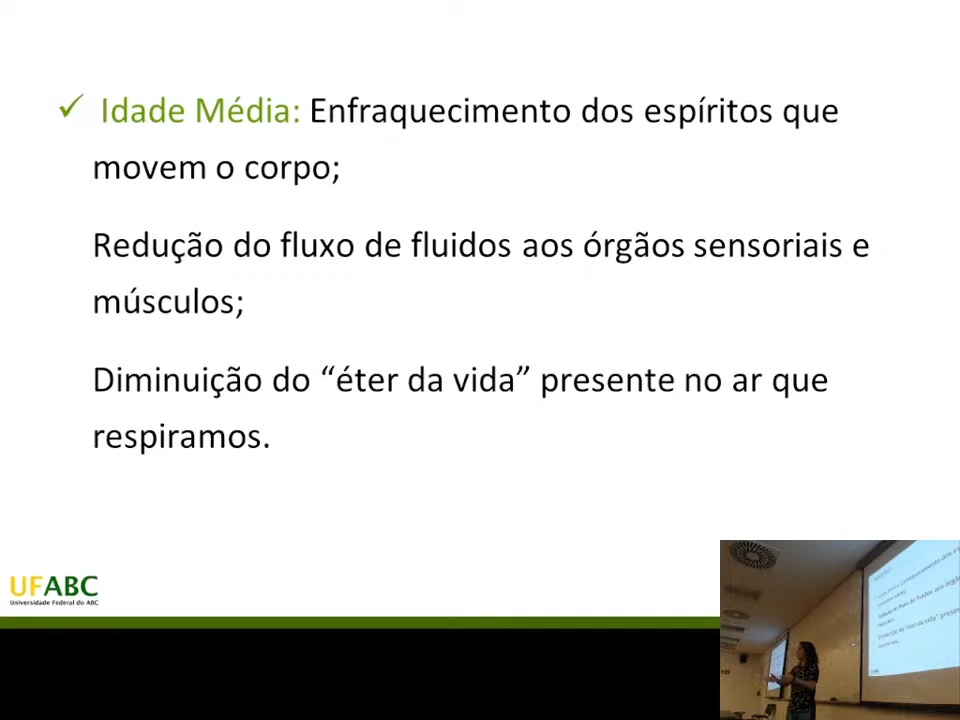 ✓ Idade Média: Enfraquecimento dos espíritos que
movem o corpo;
Redução do fluxo de fluidos aos órgãos sensoriais e
músculos;
Diminuição do “éter da vida” presente no ar que
respiramos.
UFABC
Universidade Federal do ABC